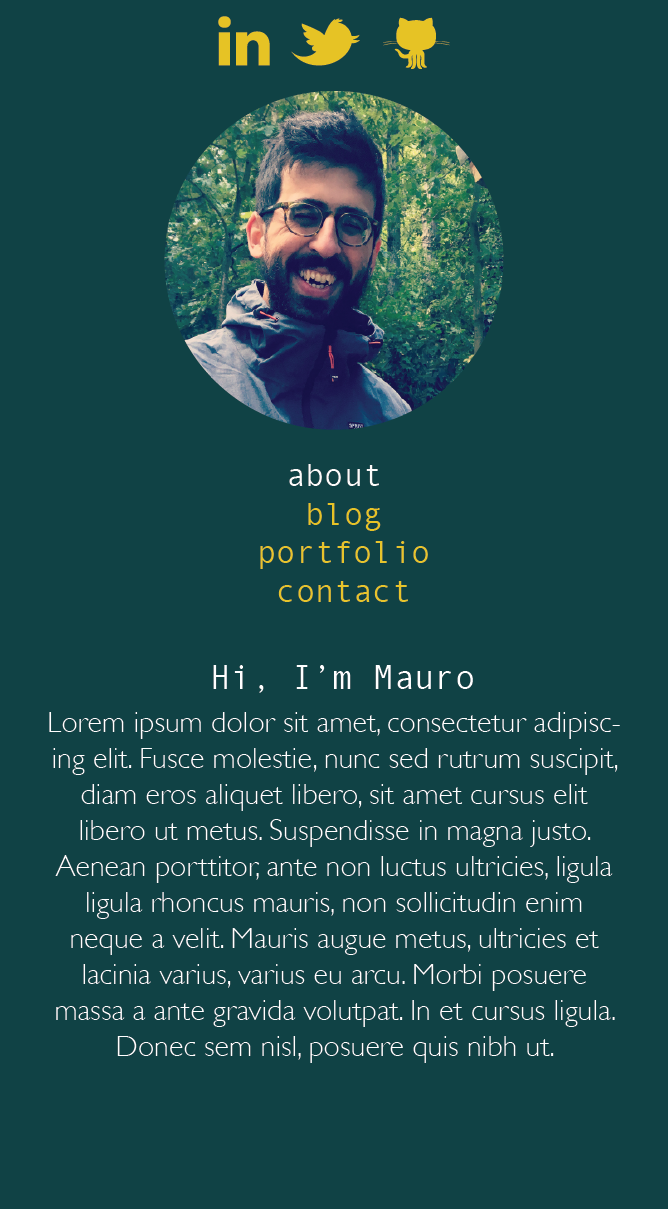 in
about
blog
portfolio
contact
Hi, I’m Mauro
Lorem ipsum dolor sit amet, consectetur adipisc-
ing elit. Fusce molestie, nunc sed rutrum suscipit,
diam eros aliquet libero, sit amet cursus elit
libero ut metus. Suspendisse in magna justo.
Aenean porttitor, ante non luctus ultricies, ligula
ligula rhoncus mauris, non sollicitudin enim
neque a velit. Mauris augue metus, ultricies et
lacinia varius, varius eu arcu. Morbi posuere
massa a ante gravida volutpat. In et cursus ligula.
Donec sem nisl, posuere quis nibh ut.